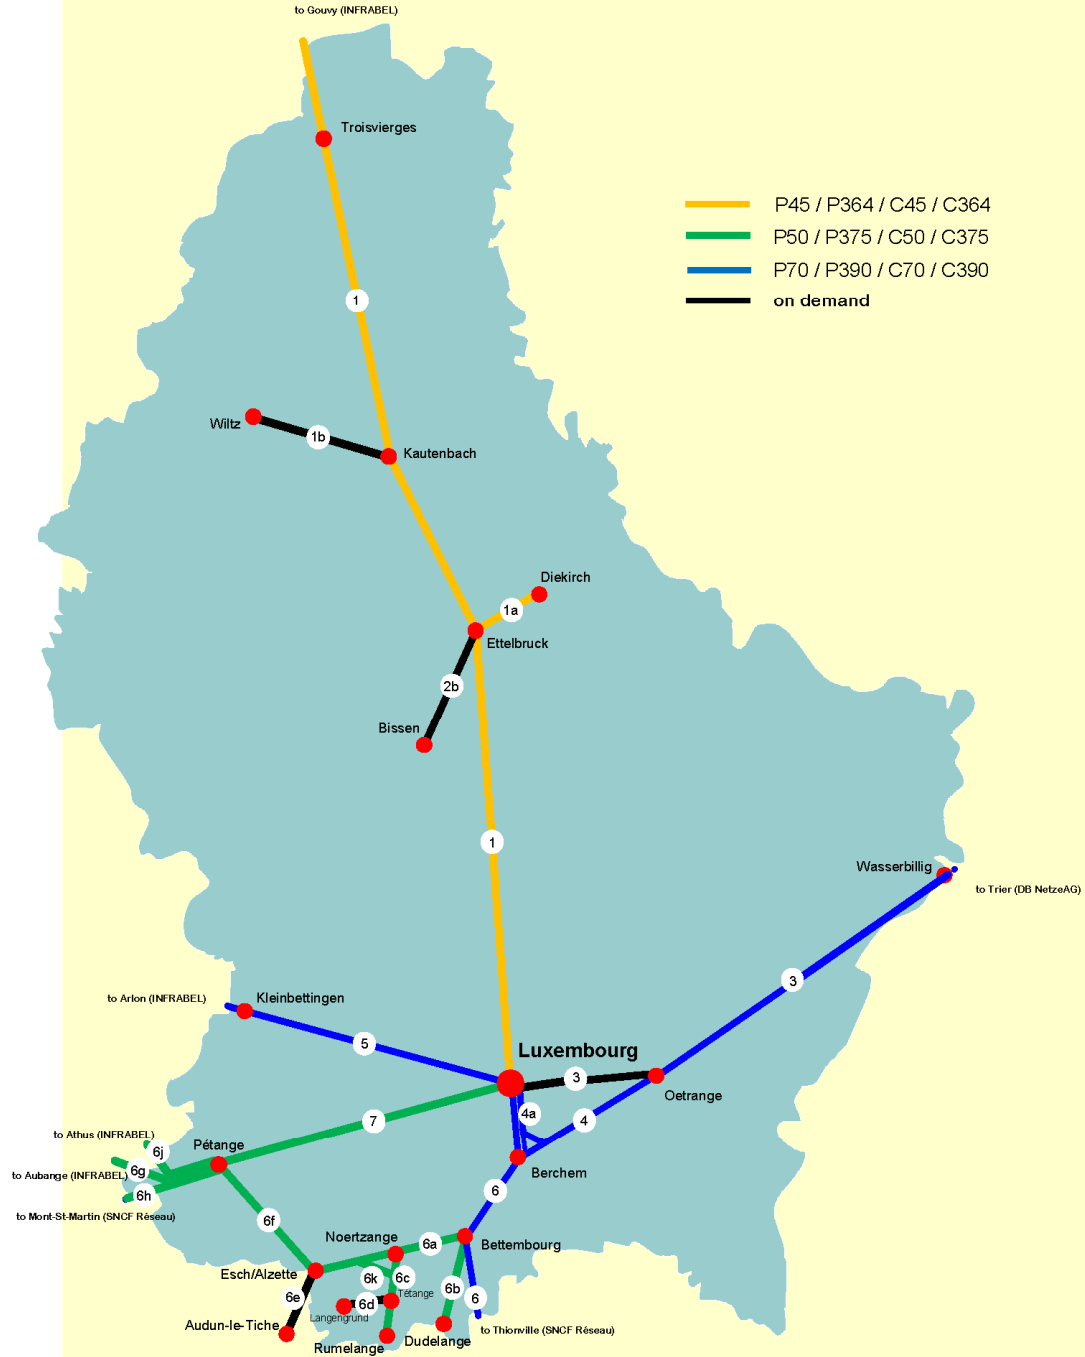 to Gouvy (INFRABEL)
Troisvierges
P45 / P364 / C45 / C364
P50 / P375 / C50 / C375
P70 / P390 / C70 / C390
on demand
1
Wiltz
1b
Kautenbach
Diekirch
1a
Ettelbruck
2b
Bissen
1
Wasserbillig
to Trier (DB NetzeAG)
3
to Arlon (INFRABEL)
Kleinbettingen
5
Luxembourg
3
Oetrange
4a
4
7
to Athus (INFRABEL)
6j
Pétange
6g
to Aubange (INFRABEL)
6h
to Mont-St-Martin (SNCF Réseau)
Berchem
6
6f
Noertzange
6a
Bettembourg
Esch/Alzette
6k
6c
6b
6
6e
6d
Tétange
Langengrund
Audun-le-Tiche
Rumelange
Dudelange
to Thionville (SNCF Réseau)